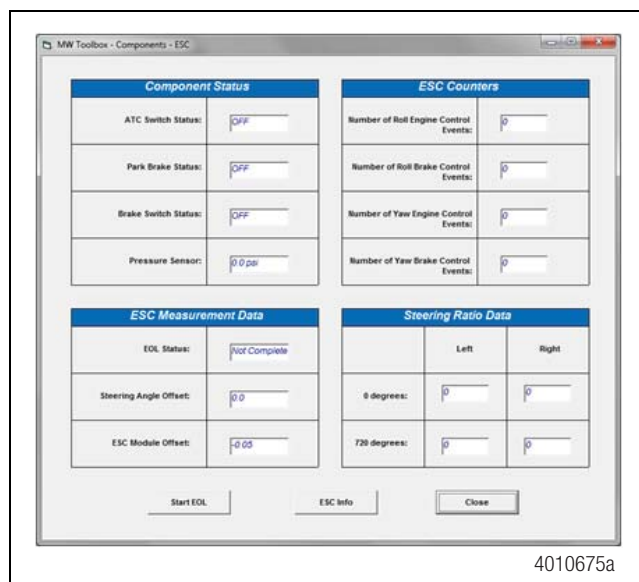 MW Toolbox - Components - ESC
Component Status
ATC Switch Status: OFF
Park Brake Status: OFF
Brake Switch Status: OFF
Pressure Sensor: 0.0 psi
ESC Counters
Number of Roll Engine Control
Events: 0
Number of Roll Brake Control
Events: 0
Number of Yaw Engine Control
Events: 0
Number of Yaw Brake Control
Events: 0
ESC Measurement Data
EOL Status: Not Complete
Steering Angle Offset: 0.0
ESC Module Offset: -0.05
Steering Ratio Data
Left Right
0 degrees: 0 0
720 degrees: 0 0
Start EOL ESC Info Close
4010675a